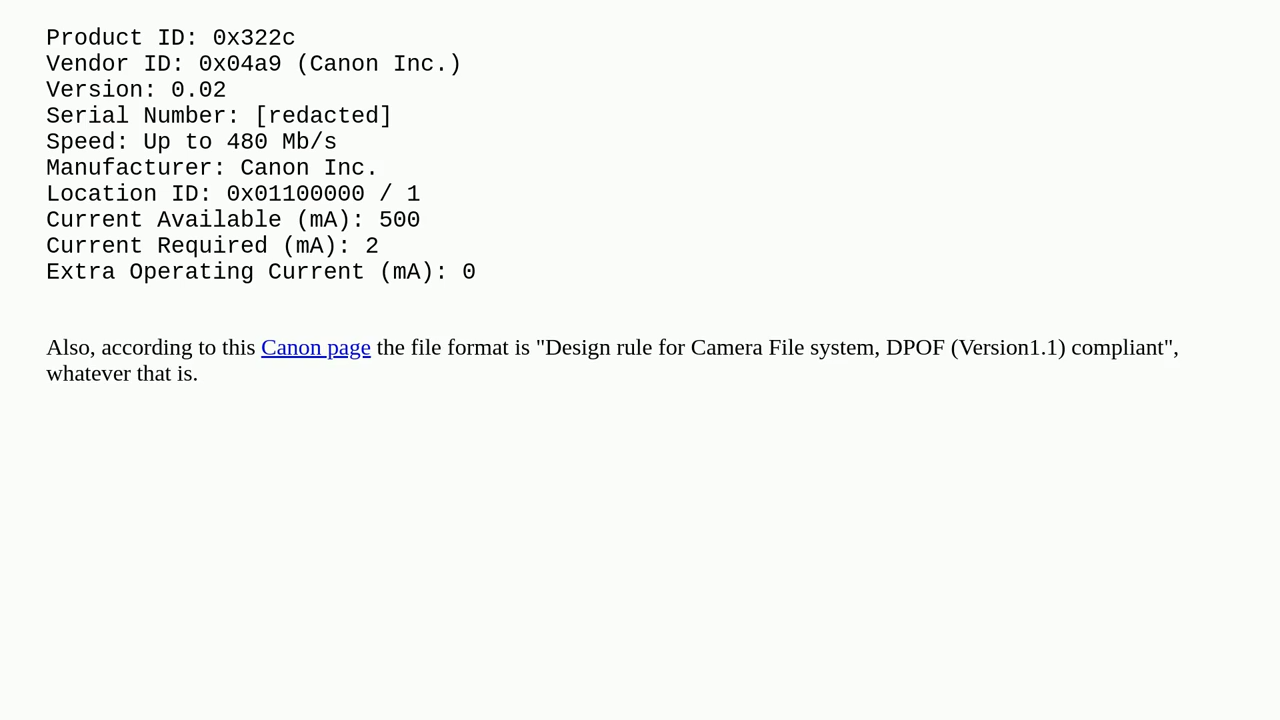 Product ID: 0x322c
Vendor ID: 0x04a9 (Canon Inc.)
Version: 0.02
Serial Number: [redacted]
Speed: Up to 480 Mb/s
Manufacturer: Canon Inc.
Location ID: 0x01100000 / 1
Current Available (mA): 500
Current Required (mA): 2
Extra Operating Current (mA): 0
Also, according to this Canon page the file format is "Design rule for Camera File system, DPOF (Version1.1) compliant",
whatever that is.